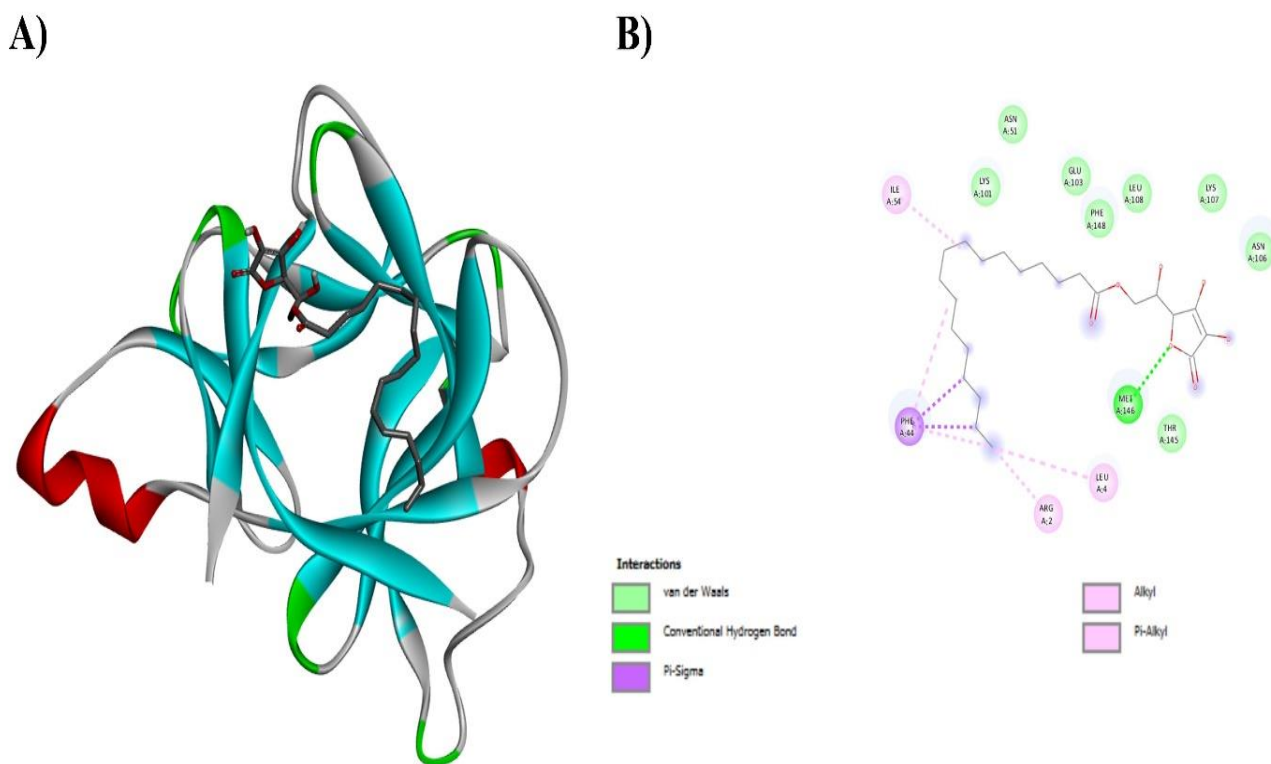 A)
B)
ASN
A:51
LYS
A:101
GLU
A:103
LEU
A:108
LYS
A:107
ILE
A:54
PHE
A:148
ASN
A:106
MET
A:146
PHE
A:44
THR
A:145
LEU
A:4
ARG
A:2
Interactions
van der Waals
Conventional Hydrogen Bond
Pi-Sigma
Alkyl
Pi-Alkyl